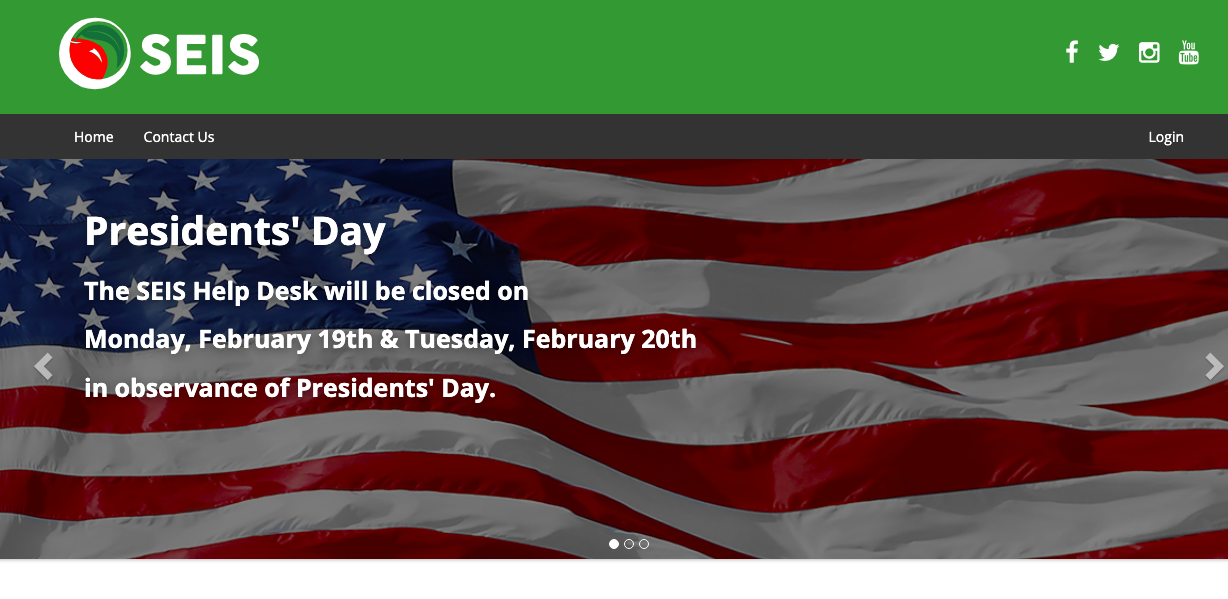 SEIS
You
Tube
Home
Contact Us
Login
Presidents' Day
The SEIS Help Desk will be closed on
Monday, February 19th & Tuesday, February 20th
in observance of Presidents' Day.